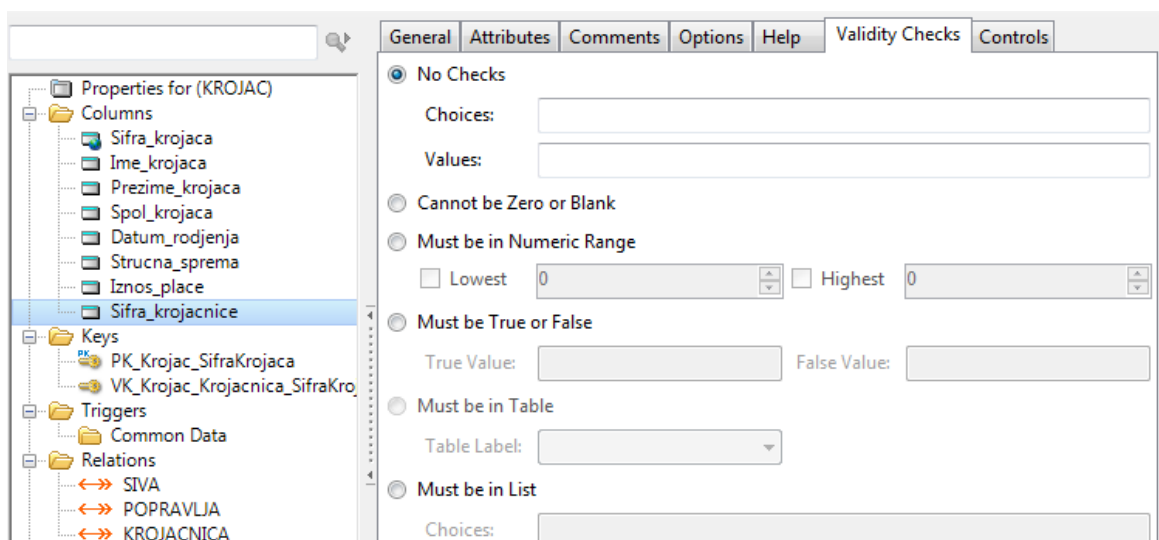 Properties for (KROJAC)
Columns
Sifra_krojaca
Ime_krojaca
Prezime_krojaca
Spol_krojaca
Datum_rodjenja
Strucna_sprema
Iznos_place
Sifra_krojacnice
Keys
PK_Krojac_SifraKrojaca
VK_Krojac_Krojacnica_SifraKroj
Triggers
Common Data
Relations
SIVA
POPRAVLJA
KROJACNICA
General Attributes Comments Options Help Validity Checks Controls
No Checks
Choices:
Values:
Cannot be Zero or Blank
Must be in Numeric Range
Lowest 0 Highest 0
Must be True or False
True Value: False Value:
Must be in Table
Table Label:
Must be in List
Choices: